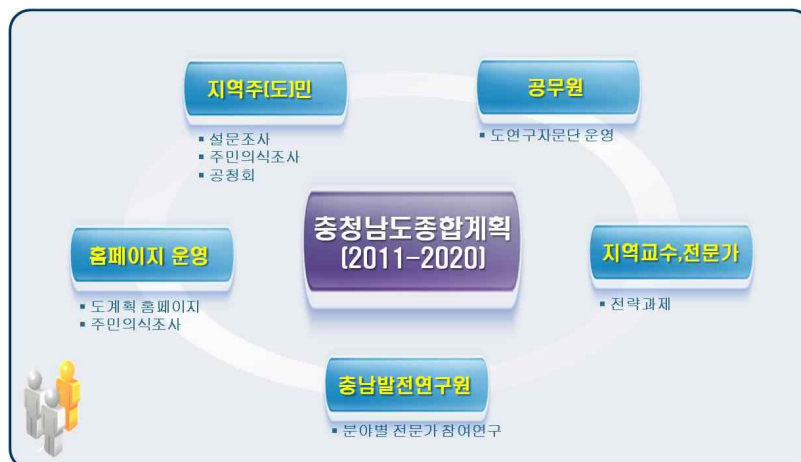 지역주(도)민
▪ 설문조사
▪ 주민의식조사
▪ 공청회
공무원
▪ 도연구자문단 운영
충청남도종합계획
(2011-2020)
홈페이지 운영
▪ 도계획 홈페이지
▪ 주민의식조사
지역교수,전문가
▪ 전략과제
충남발전연구원
▪ 분야별 전문가 참여연구